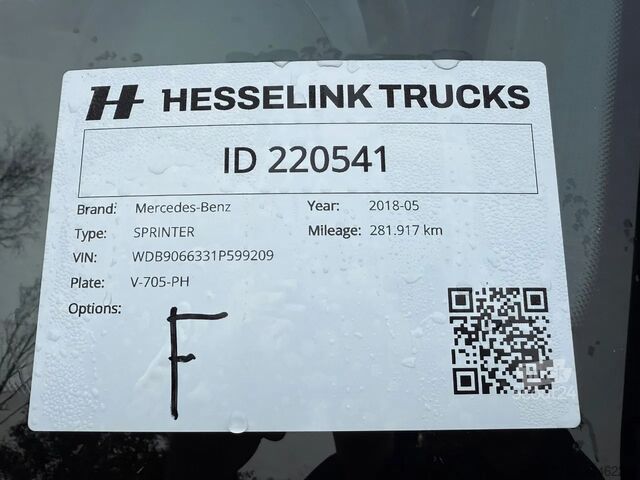 H HESSELINK TRUCKS
ID 220541
Brand: Mercedes-Benz Year: 2018-05
Type: SPRINTER Mileage: 281.917 km
VIN: WDB9066331P599209
Plate: V-705-PH
Options:
F